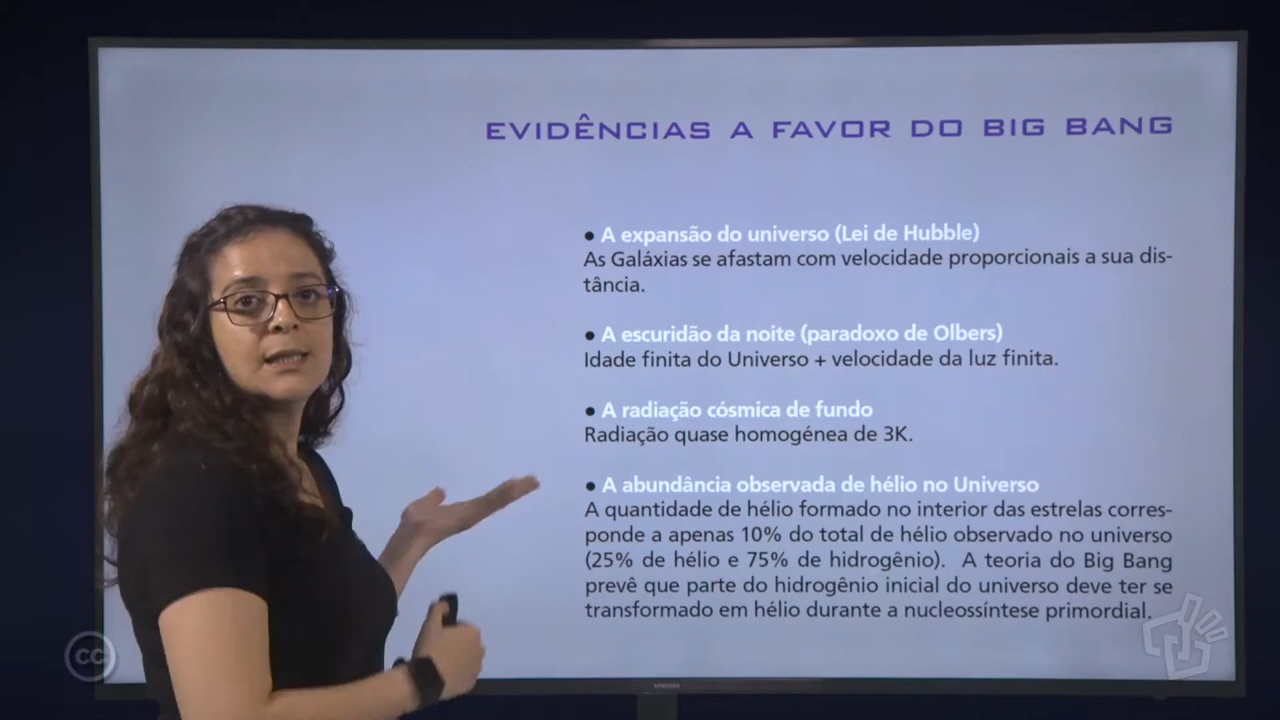 EVIDÊNCIAS A FAVOR DO BIG BANG
● A expansão do universo (Lei de Hubble)
As Galáxias se afastam com velocidade proporcionais a sua dis-
tância.
● A escuridão da noite (paradoxo de Olbers)
Idade finita do Universo + velocidade da luz finita.
● A radiação cósmica de fundo
Radiação quase homogénea de 3K.
● A abundância observada de hélio no Universo
A quantidade de hélio formado no interior das estrelas corres-
ponde a apenas 10% do total de hélio observado no universo
(25% de hélio e 75% de hidrogênio). A teoria do Big Bang
prevê que parte do hidrogênio inicial do universo deve ter se
transformado em hélio durante a nucleossíntese primordial.
cc
SAMSUNG